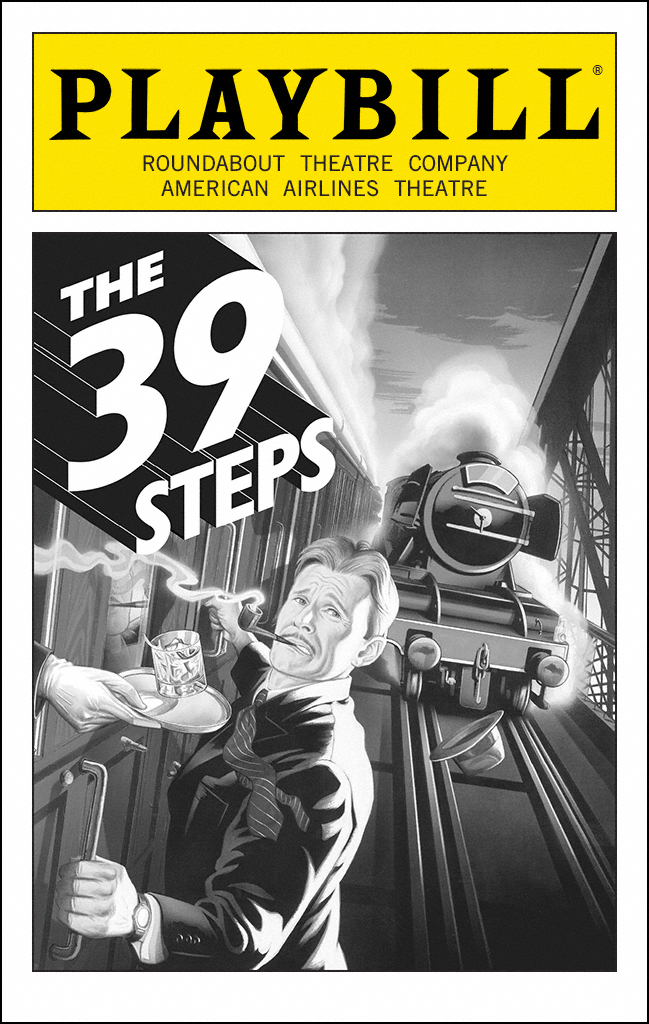 PLAYBILL®
ROUNDABOUT THEATRE COMPANY
AMERICAN AIRLINES THEATRE
THE
39
STEPS